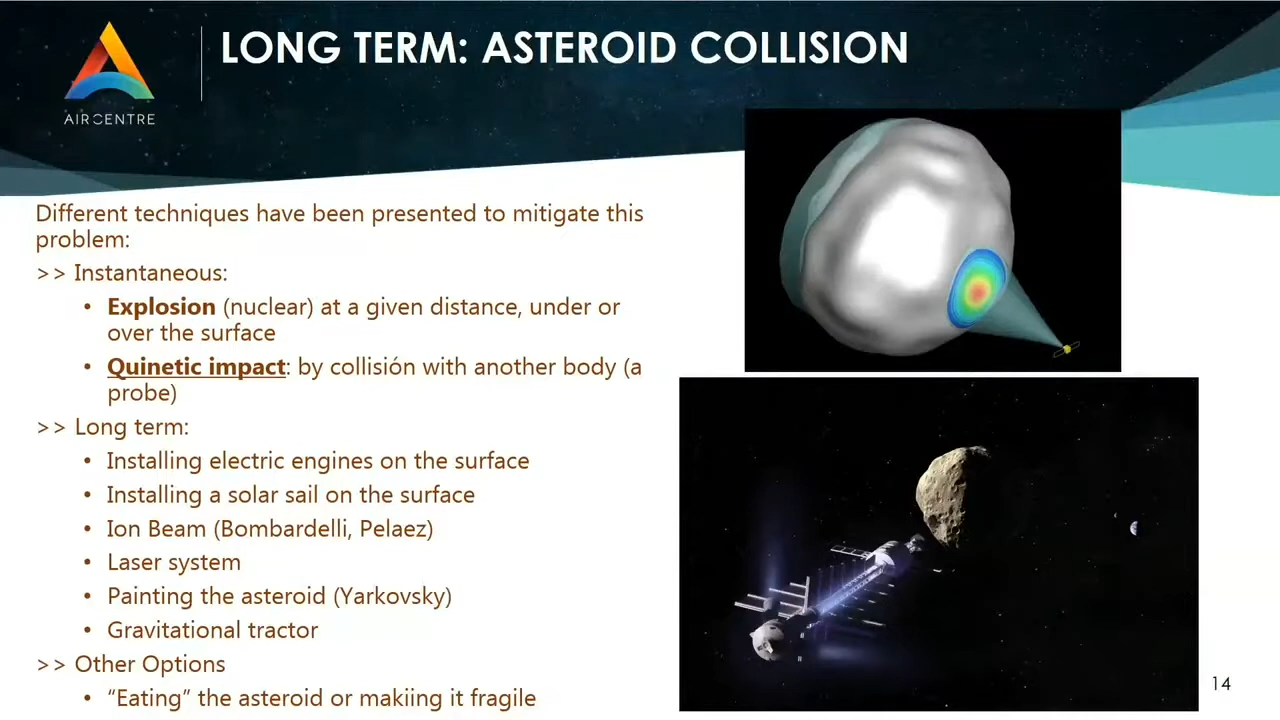 LONG TERM: ASTEROID COLLISION
AIRCENTRE
Different techniques have been presented to mitigate this
problem:
>> Instantaneous:
• Explosion (nuclear) at a given distance, under or
over the surface
• Quinetic impact: by collisión with another body (a
probe)
>> Long term:
• Installing electric engines on the surface
• Installing a solar sail on the surface
• Ion Beam (Bombardelli, Pelaez)
• Laser system
• Painting the asteroid (Yarkovsky)
• Gravitational tractor
>> Other Options
• “Eating” the asteroid or makiing it fragile
14